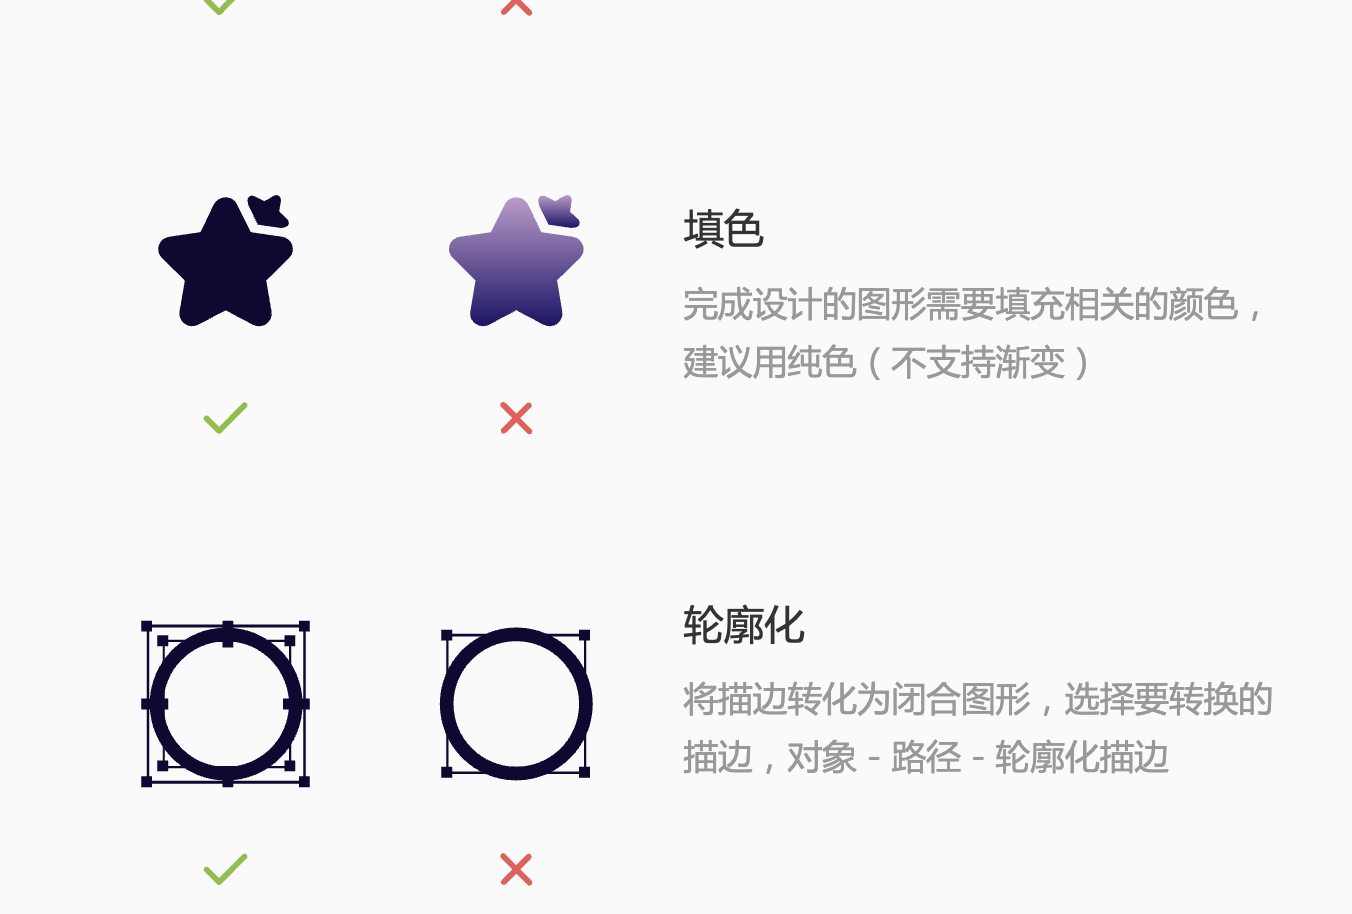 填色
完成设计的图形需要填充相关的颜色，
建议用纯色（不支持渐变）
轮廓化
将描边转化为闭合图形，选择要转换的
描边，对象 - 路径 - 轮廓化描边